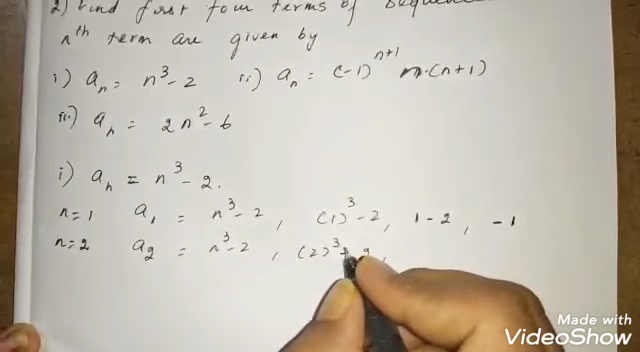 2) Find first four terms of sequence
nth term are given by
i) aₙ = n³ - 2 ii) aₙ = (-1)ⁿ⁺¹ n·(n+1)
iii) aₙ = 2n² - 6
i) aₙ = n³ - 2.
n=1 a₁ = n³ - 2, (1)³ - 2, 1 - 2, -1
n=2 a₂ = n³ - 2, (2)³ - 2,
Made with
VideoShow